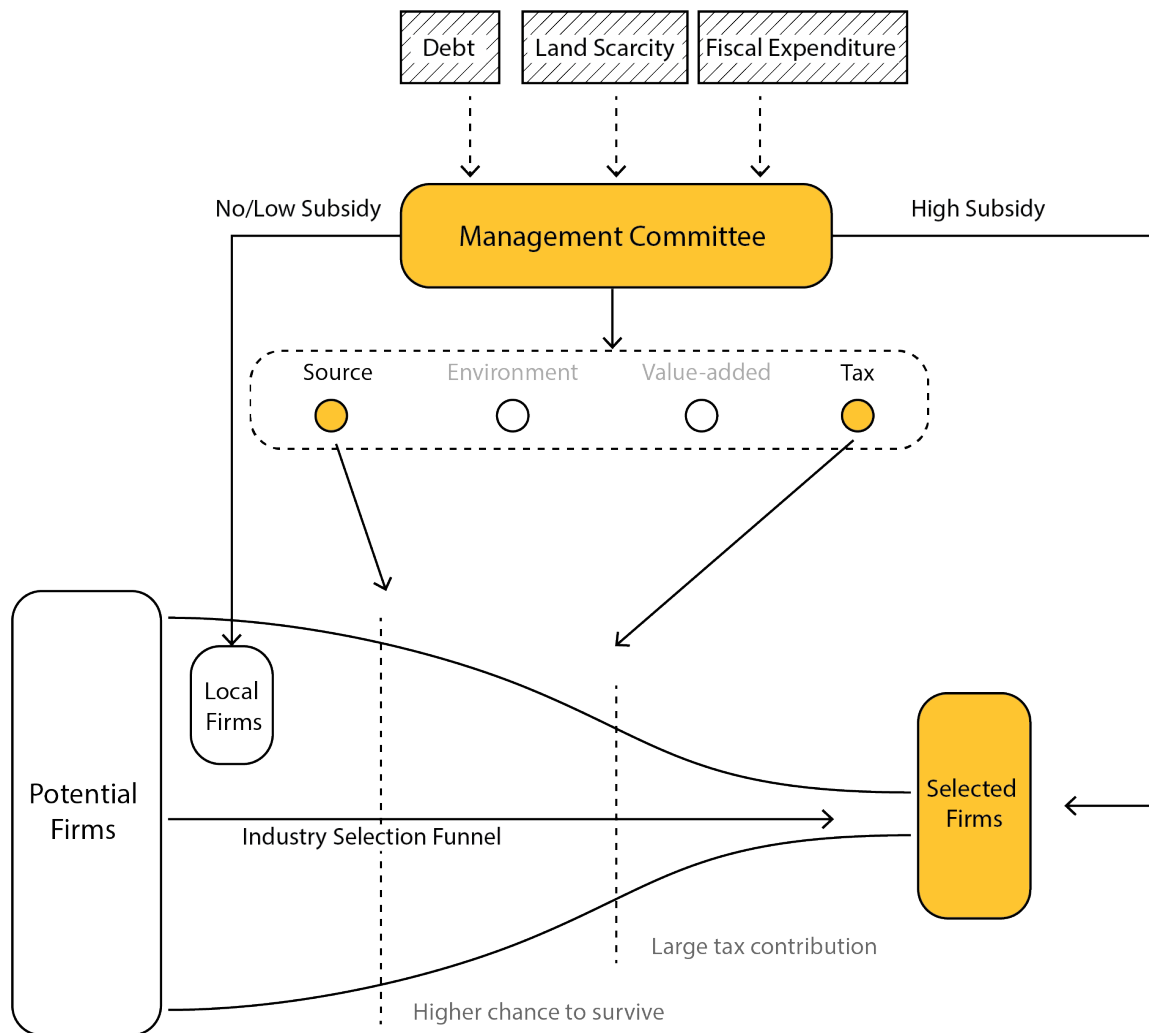 Debt
Land Scarcity
Fiscal Expenditure
No/Low Subsidy
High Subsidy
Management Committee
Source
Environment
Value-added
Tax
Local
Firms
Potential
Firms
Selected
Firms
Industry Selection Funnel
Large tax contribution
Higher chance to survive